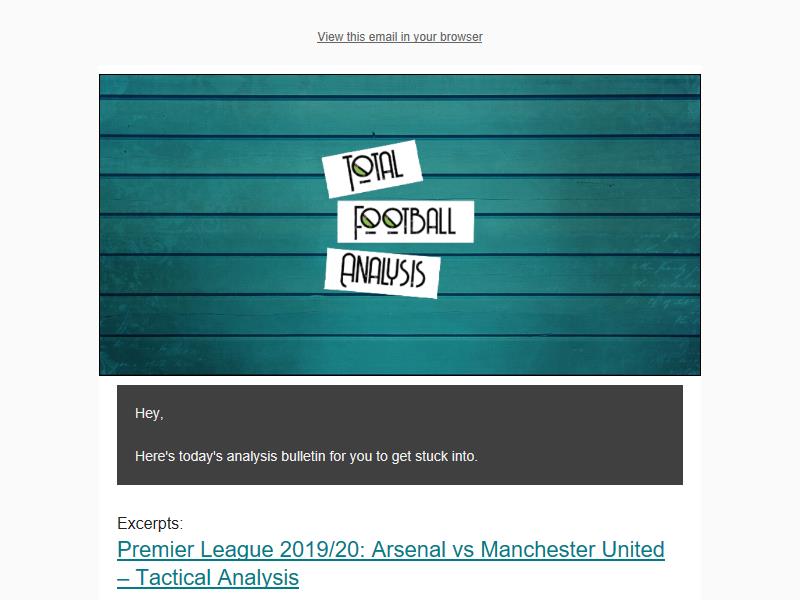 View this email in your browser
TOTAL
FOOTBALL
ANALYSIS
Hey,
Here's today's analysis bulletin for you to get stuck into.
Excerpts:
Premier League 2019/20: Arsenal vs Manchester United
– Tactical Analysis